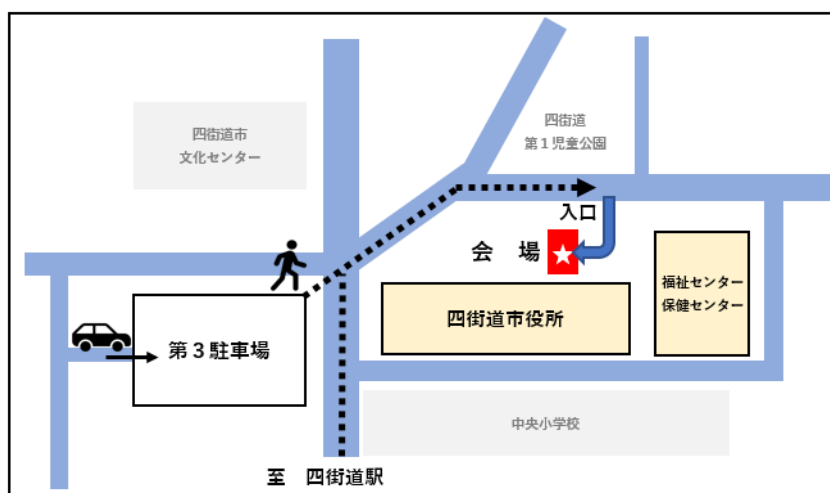 四街道市
文化センター
四街道
第１児童公園
入口
会　場
福祉センター
保健センター
四街道市役所
第３駐車場
中央小学校
至　四街道駅